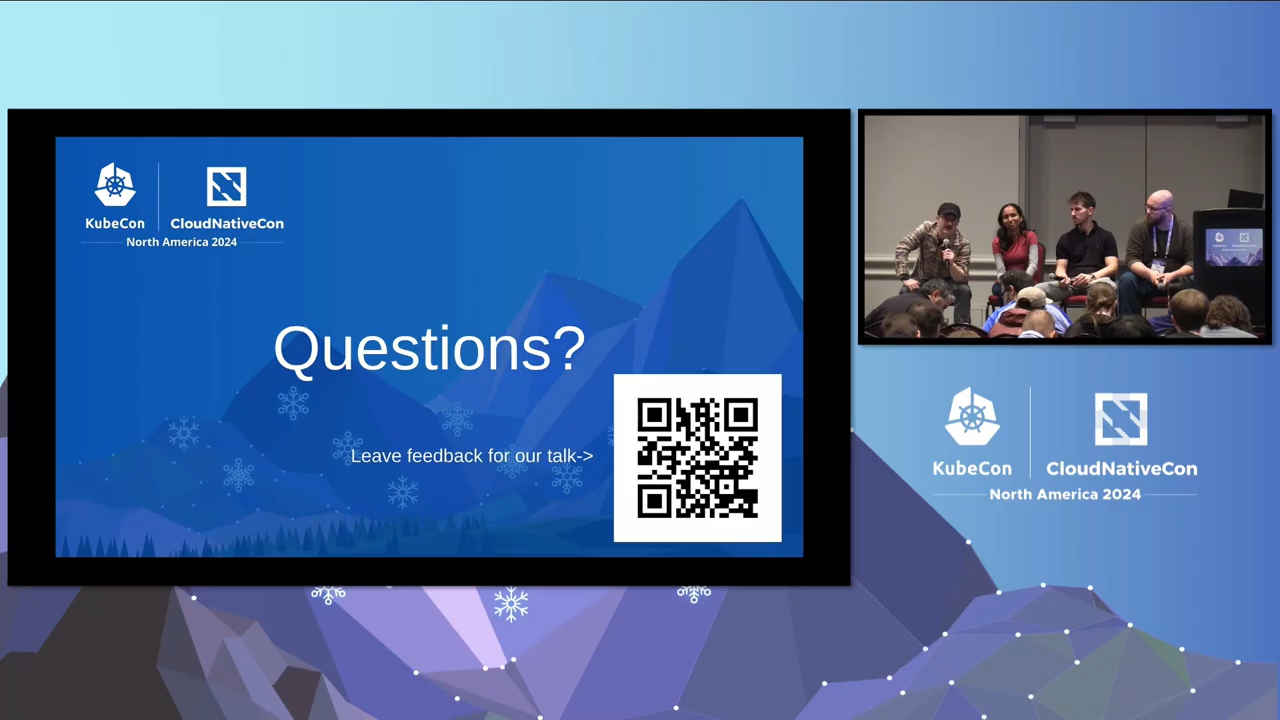 KubeCon
CloudNativeCon
North America 2024
Questions?
Leave feedback for our talk->
KubeCon
CloudNativeCon
North America 2024